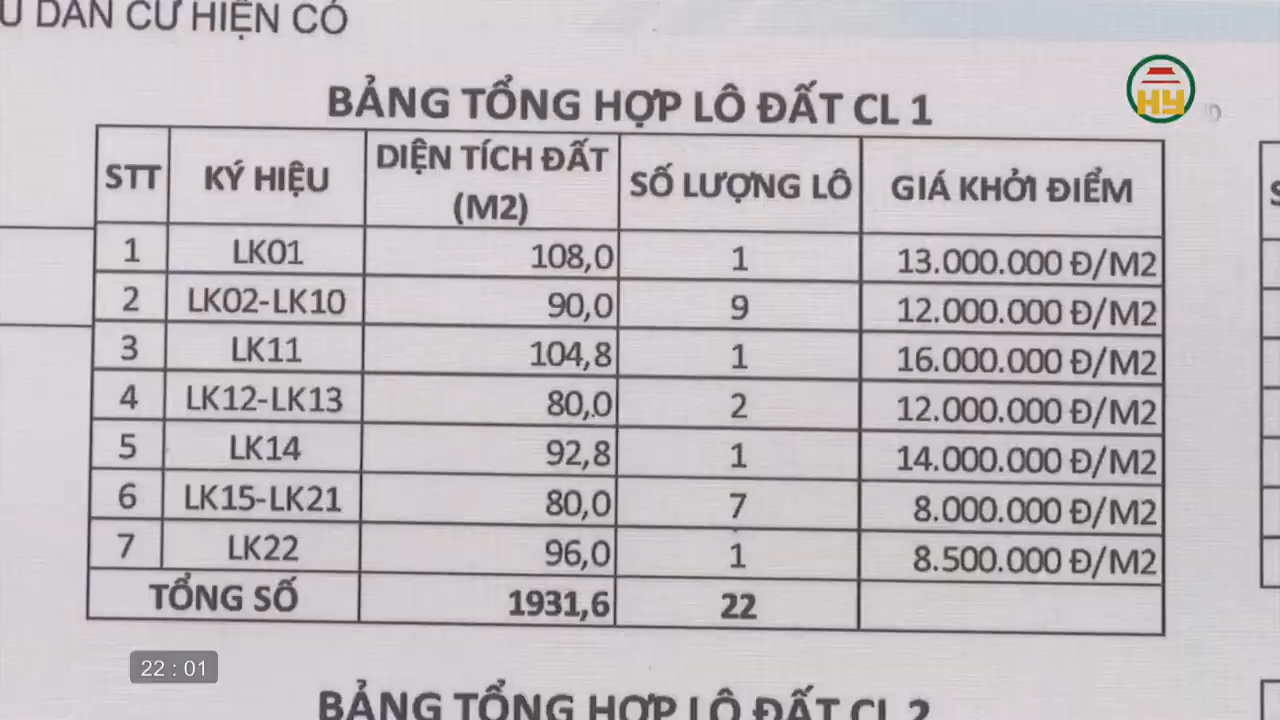 DÂN CƯ HIỆN CÓ
HY
BẢNG TỔNG HỢP LÔ ĐẤT CL 1
STT KÝ HIỆU DIỆN TÍCH ĐẤT (M2) SỐ LƯỢNG LÔ GIÁ KHỞI ĐIỂM
1 LK01 108,0 1 13.000.000 Đ/M2
2 LK02-LK10 90,0 9 12.000.000 Đ/M2
3 LK11 104,8 1 16.000.000 Đ/M2
4 LK12-LK13 80,0 2 12.000.000 Đ/M2
5 LK14 92,8 1 14.000.000 Đ/M2
6 LK15-LK21 80,0 7 8.000.000 Đ/M2
7 LK22 96,0 1 8.500.000 Đ/M2
TỔNG SỐ 1931,6 22
22 : 01
BẢNG TỔNG HỢP LÔ ĐẤT CL 2